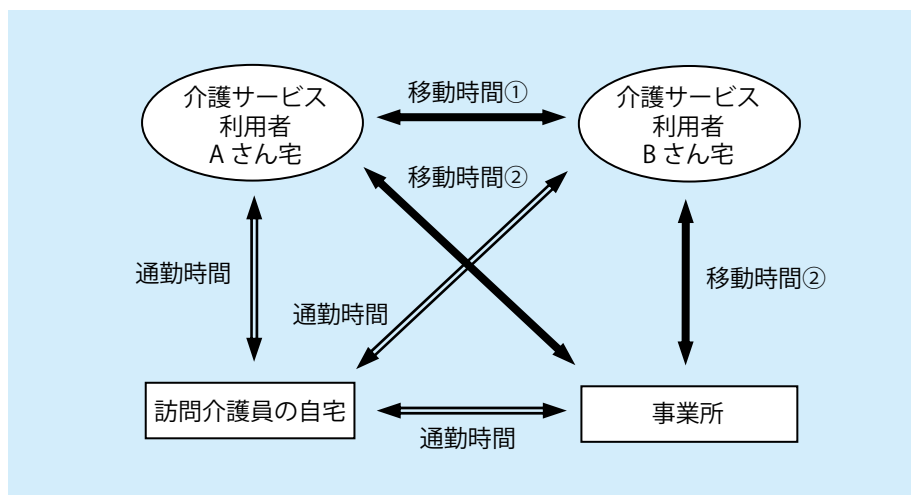 介護サービス
利用者
Aさん宅
移動時間①
介護サービス
利用者
Bさん宅
移動時間②
通勤時間
通勤時間
移動時間②
訪問介護員の自宅
通勤時間
事業所